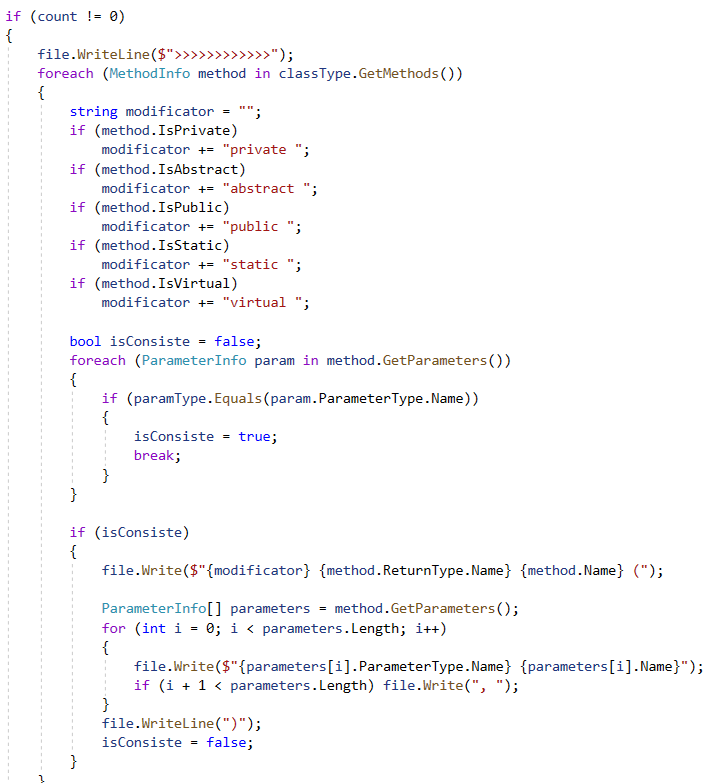 if (count != 0)
{
    file.WriteLine($">>>>>>>>>>>>");
    foreach (MethodInfo method in classType.GetMethods())
    {
        string modificator = "";
        if (method.IsPrivate)
            modificator += "private ";
        if (method.IsAbstract)
            modificator += "abstract ";
        if (method.IsPublic)
            modificator += "public ";
        if (method.IsStatic)
            modificator += "static ";
        if (method.IsVirtual)
            modificator += "virtual ";

        bool isConsiste = false;
        foreach (ParameterInfo param in method.GetParameters())
        {
            if (paramType.Equals(param.ParameterType.Name))
            {
                isConsiste = true;
                break;
            }
        }

        if (isConsiste)
        {
            file.Write($"{modificator} {method.ReturnType.Name} {method.Name} (");

            ParameterInfo[] parameters = method.GetParameters();
            for (int i = 0; i < parameters.Length; i++)
            {
                file.Write($"{parameters[i].ParameterType.Name} {parameters[i].Name}");
                if (i + 1 < parameters.Length) file.Write(", ");
            }
            file.WriteLine(")");
            isConsiste = false;
        }
    }